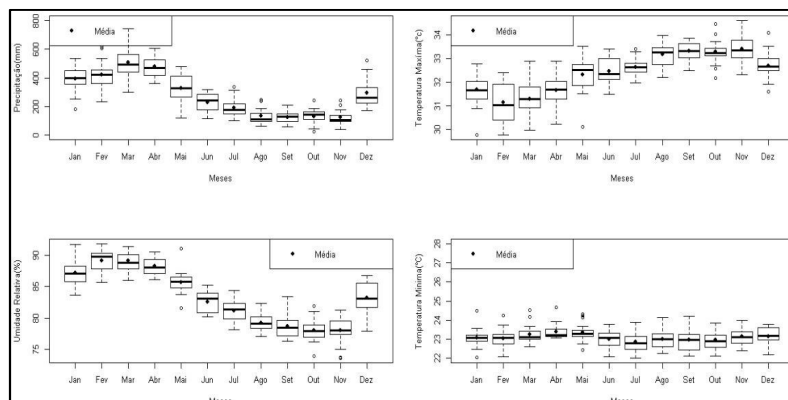 Precipitação(mm)
0 200 400 600 800
Média
Jan Fev Mar Abr Mai Jun Jul Ago Set Out Nov Dez
Meses
Temperatura Maxíma(°c)
30 31 32 33 34
Média
Jan Fev Mar Abr Mai Jun Jul Ago Set Out Nov Dez
Meses
Umidade Relativa(%)
75 80 85 90
Média
Jan Fev Mar Abr Mai Jun Jul Ago Set Out Nov Dez
Meses
Temperatura Mínima(°C)
22 23 24 25 26 27 28
Média
Jan Fev Mar Abr Mai Jun Jul Ago Set Out Nov Dez
Meses